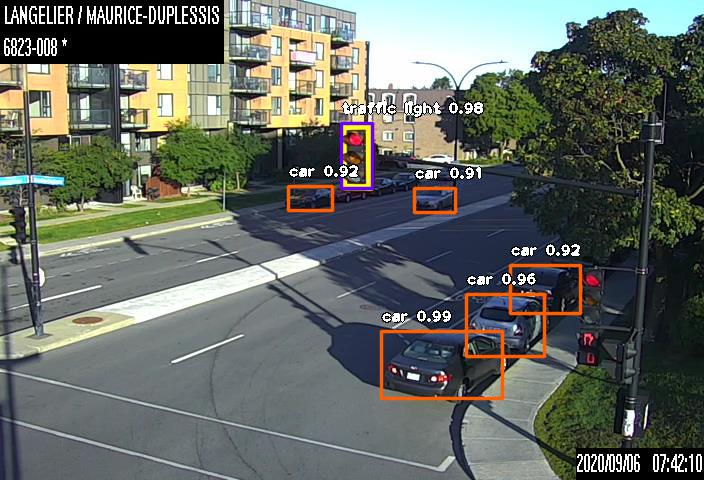 LANGELIER / MAURICE-DUPLESSIS
6823-008 *
traffic light 0.98
car 0.92
car 0.91
car 0.92
car 0.96
car 0.99
2020/09/06 07:42:10